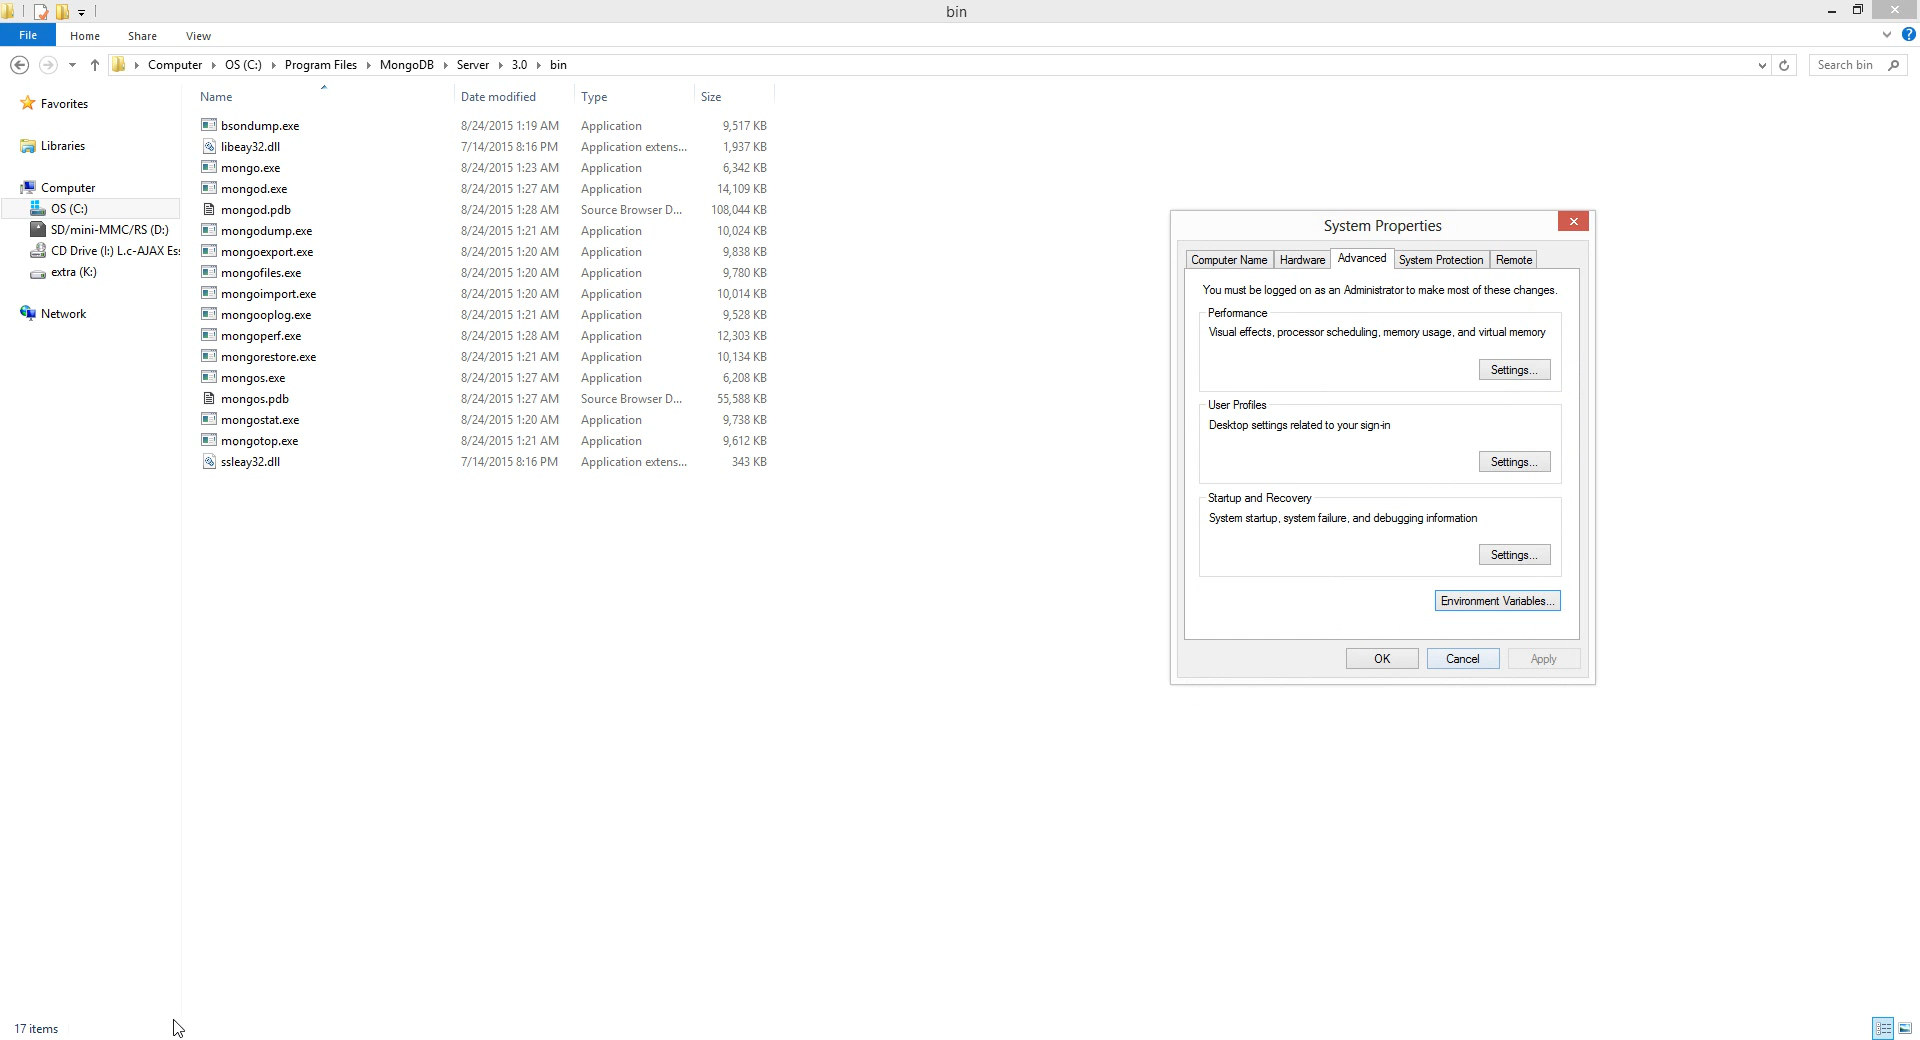 bin
File Home Share View
Computer OS (C:) Program Files MongoDB Server 3.0 bin Search bin
Name Date modified Type Size
Favorites
Libraries
Computer
OS (C:)
SD/mini-MMC/RS (D:)
CD Drive (I:) L.c-AJAX Es
extra (K:)
Network
bsondump.exe 8/24/2015 1:19 AM Application 9,517 KB
libeay32.dll 7/14/2015 8:16 PM Application extens... 1,937 KB
mongo.exe 8/24/2015 1:23 AM Application 6,342 KB
mongod.exe 8/24/2015 1:27 AM Application 14,109 KB
mongod.pdb 8/24/2015 1:28 AM Source Browser D... 108,044 KB
mongodump.exe 8/24/2015 1:21 AM Application 10,024 KB
mongoexport.exe 8/24/2015 1:20 AM Application 9,838 KB
mongofiles.exe 8/24/2015 1:20 AM Application 9,780 KB
mongoimport.exe 8/24/2015 1:20 AM Application 10,014 KB
mongooplog.exe 8/24/2015 1:21 AM Application 9,528 KB
mongoperf.exe 8/24/2015 1:28 AM Application 12,303 KB
mongorestore.exe 8/24/2015 1:21 AM Application 10,134 KB
mongos.exe 8/24/2015 1:27 AM Application 6,208 KB
mongos.pdb 8/24/2015 1:27 AM Source Browser D... 55,588 KB
mongostat.exe 8/24/2015 1:20 AM Application 9,738 KB
mongotop.exe 8/24/2015 1:21 AM Application 9,612 KB
ssleay32.dll 7/14/2015 8:16 PM Application extens... 343 KB
System Properties
Computer Name Hardware Advanced System Protection Remote
You must be logged on as an Administrator to make most of these changes.
Performance
Visual effects, processor scheduling, memory usage, and virtual memory
Settings...
User Profiles
Desktop settings related to your sign-in
Settings...
Startup and Recovery
System startup, system failure, and debugging information
Settings...
Environment Variables...
OK Cancel Apply
17 items